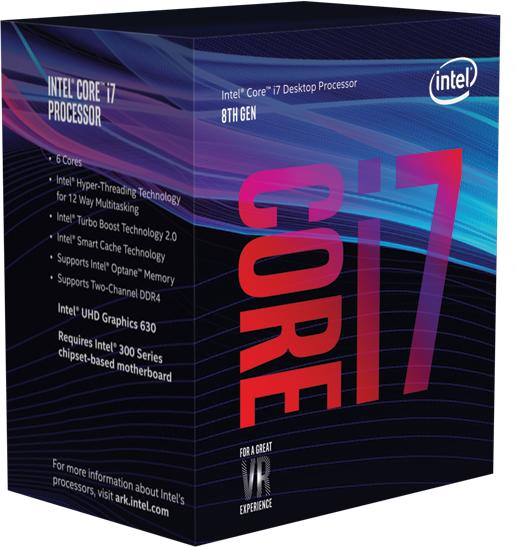 INTEL® CORE™ i7
PROCESSOR
• 6 Cores
• Intel® Hyper-Threading Technology
for 12 Way Multitasking
• Intel® Turbo Boost Technology 2.0
• Intel® Smart Cache Technology
• Supports Intel® Optane™ Memory
• Supports Two-Channel DDR4
Intel® UHD Graphics 630
Requires Intel® 300 Series
chipset-based motherboard
For more information about Intel's
processors, visit ark.intel.com
Intel® Core™ i7 Desktop Processor
8TH GEN
intel®
CORE i7
FOR A GREAT
VR
EXPERIENCE